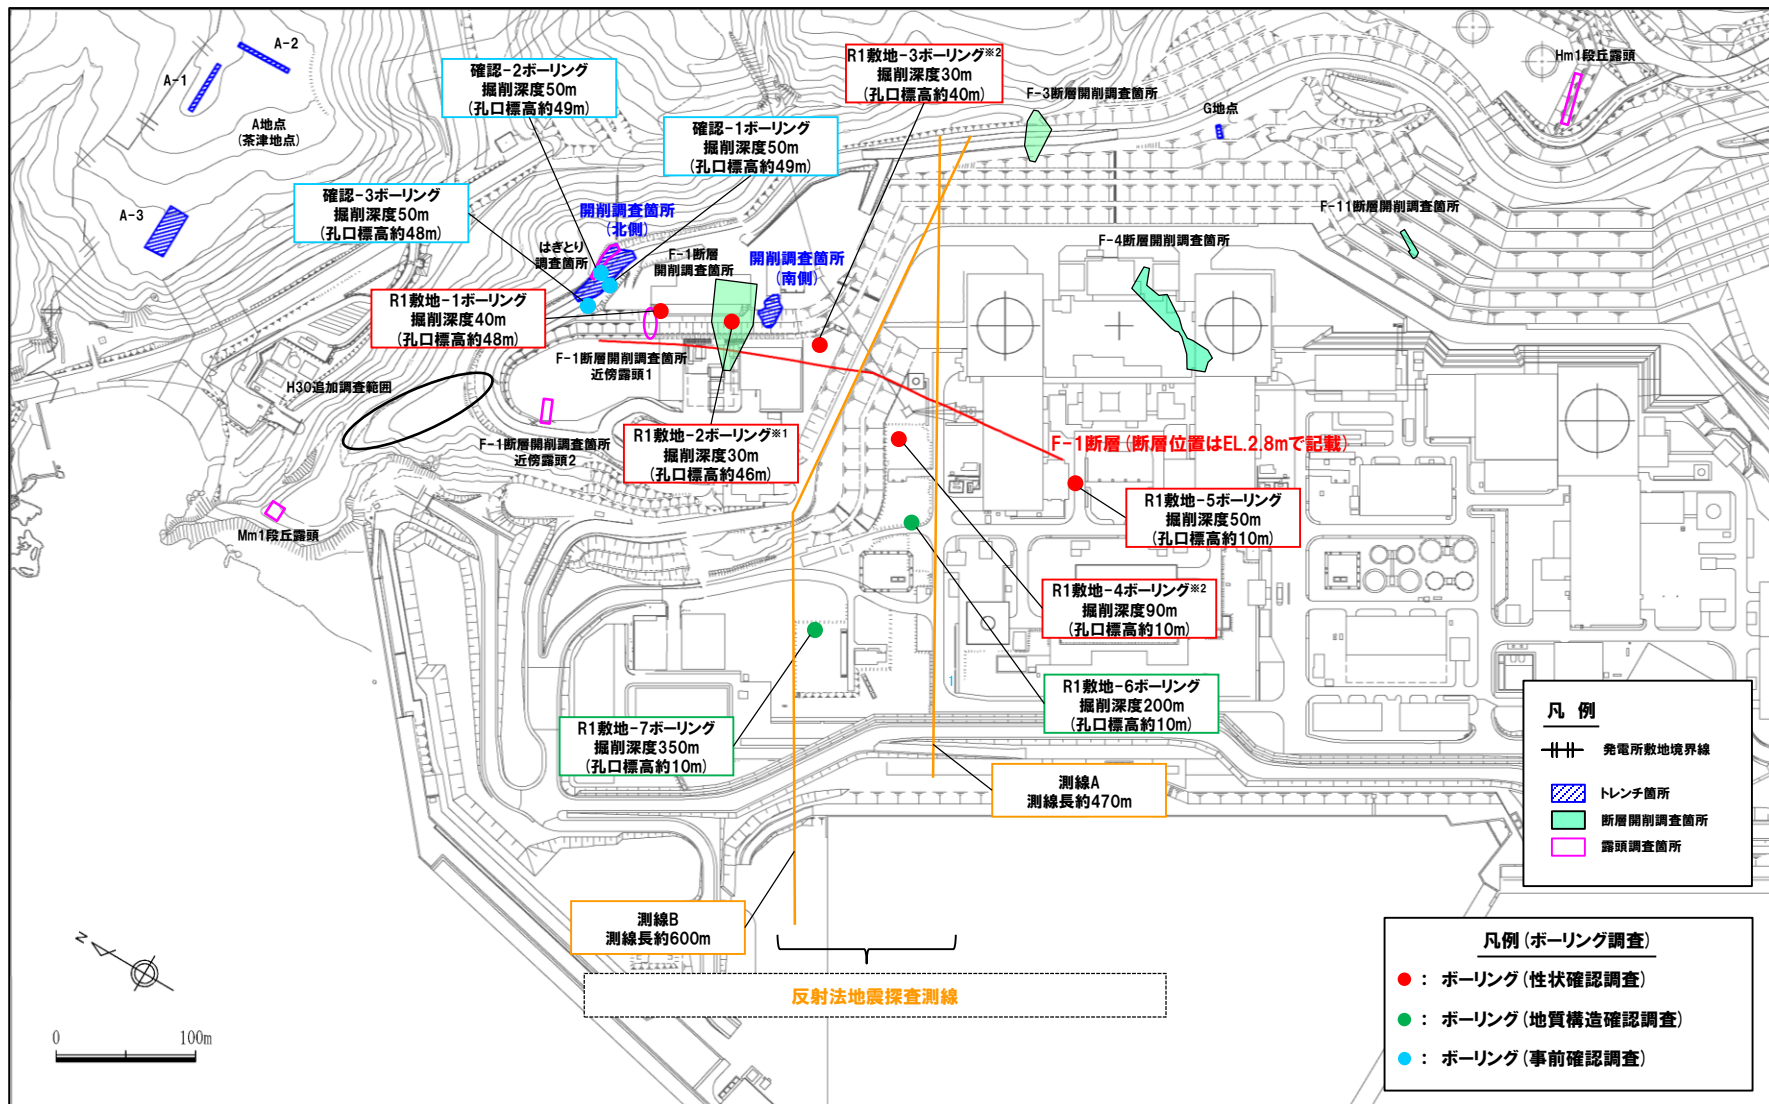 A-2
A-1
A地点
(茶津地点)
A-3
確認-2ボーリング
掘削深度50m
(孔口標高約49m)
R1敷地-3ボーリング※2
掘削深度30m
(孔口標高約40m)
Hm1段丘露頭
F-3断層開削調査箇所
G地点
確認-1ボーリング
掘削深度50m
(孔口標高約49m)
確認-3ボーリング
掘削深度50m
(孔口標高約48m)
開削調査箇所
(北側)
はぎとり
調査箇所
F-1断層
開削調査箇所
開削調査箇所
(南側)
F-11断層開削調査箇所
F-4断層開削調査箇所
R1敷地-1ボーリング
掘削深度40m
(孔口標高約48m)
F-1断層開削調査箇所
近傍露頭1
H30追加調査範囲
F-1断層開削調査箇所
近傍露頭2
R1敷地-2ボーリング※1
掘削深度30m
(孔口標高約46m)
F-1断層(断層位置はEL.2.8mで記載)
R1敷地-5ボーリング
掘削深度50m
(孔口標高約10m)
Mm1段丘露頭
R1敷地-4ボーリング※2
掘削深度90m
(孔口標高約10m)
R1敷地-6ボーリング
掘削深度200m
(孔口標高約10m)
1
R1敷地-7ボーリング
掘削深度350m
(孔口標高約10m)
測線A
測線長約470m
測線B
測線長約600m
反射法地震探査測線
N
0 100m
凡 例
発電所敷地境界線
トレンチ箇所
断層開削調査箇所
露頭調査箇所
凡例(ボーリング調査)
● : ボーリング(性状確認調査)
● : ボーリング(地質構造確認調査)
● : ボーリング(事前確認調査)